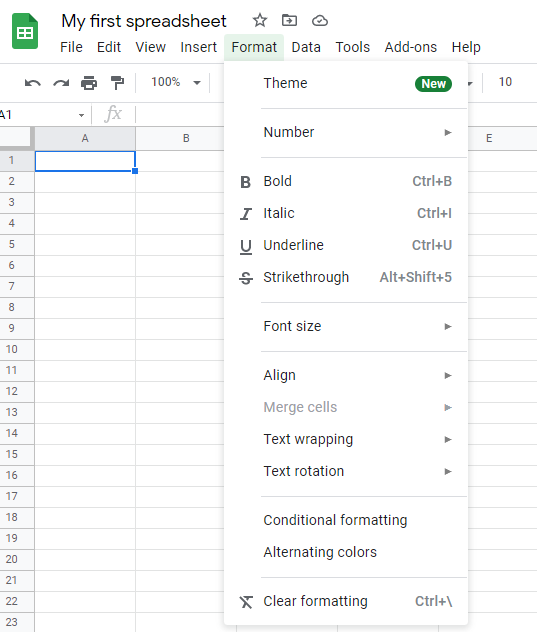 My first spreadsheet
File Edit View Insert Format Data Tools Add-ons Help
100% 10
A1 fx
A B E
Theme New
Number
Bold Ctrl+B
Italic Ctrl+I
Underline Ctrl+U
Strikethrough Alt+Shift+5
Font size
Align
Merge cells
Text wrapping
Text rotation
Conditional formatting
Alternating colors
Clear formatting Ctrl+\
1
2
3
4
5
6
7
8
9
10
11
12
13
14
15
16
17
18
19
20
21
22
23